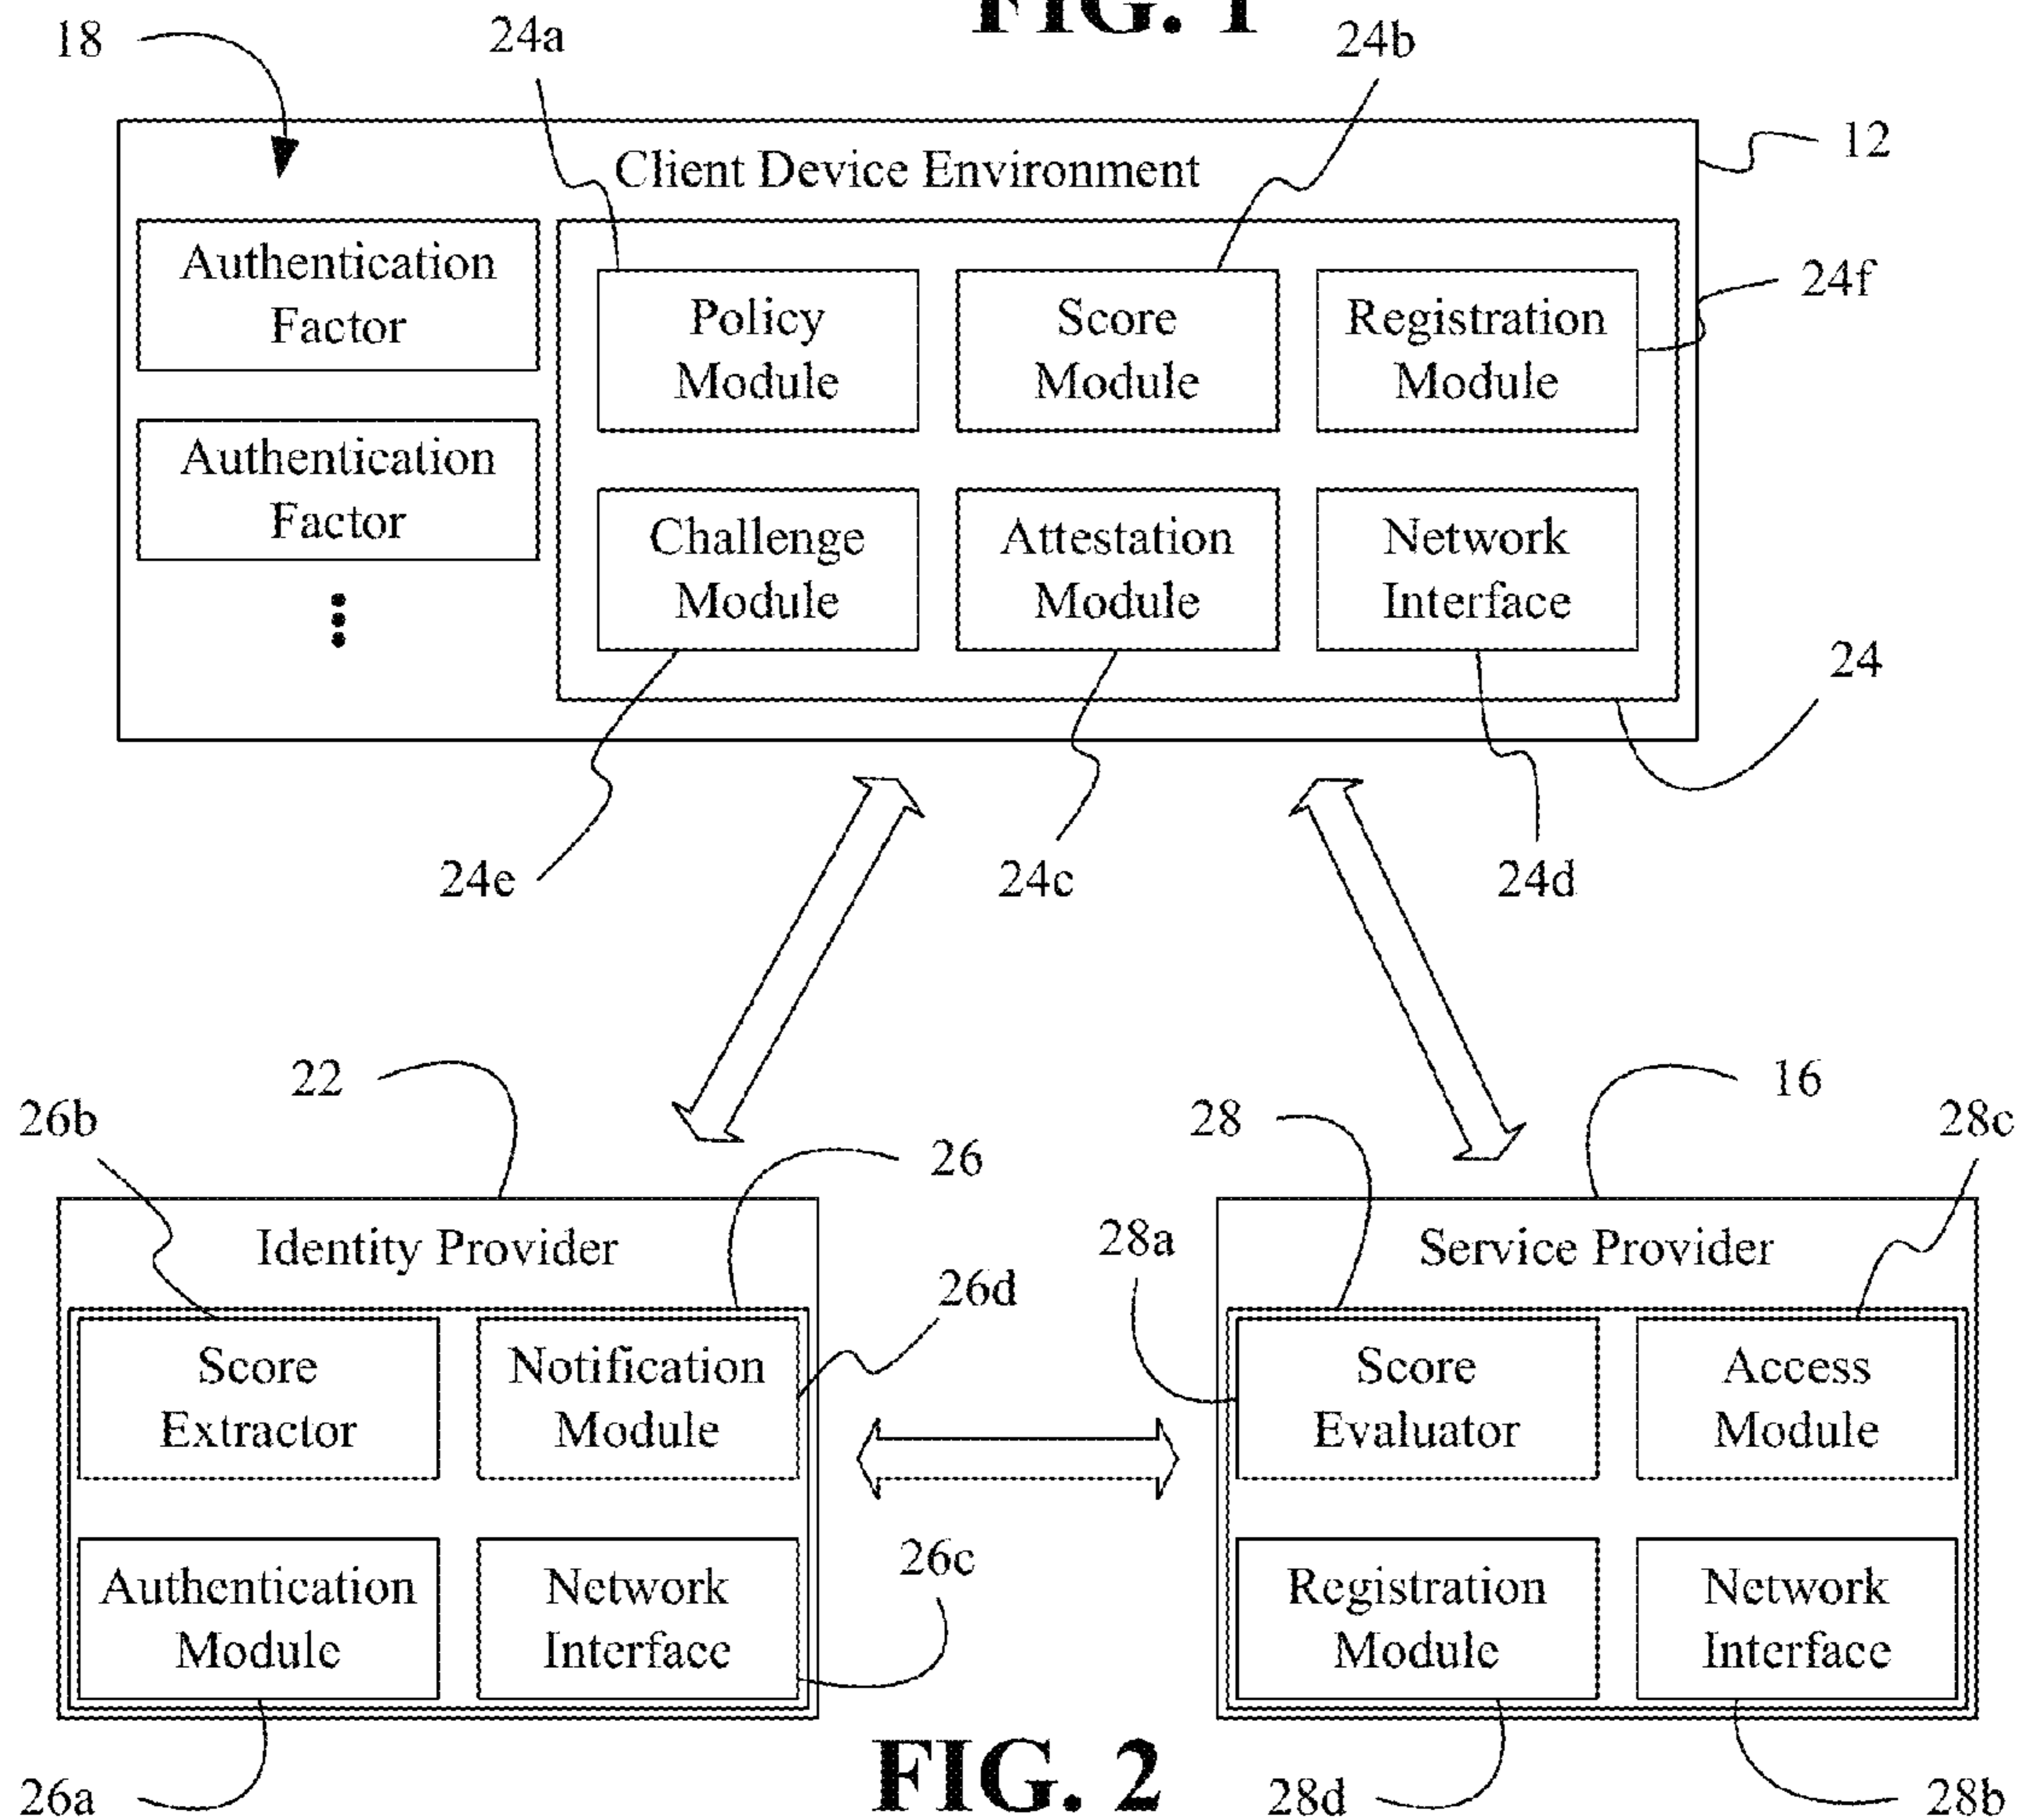 FIG. 1
18
24a
24b
12
Client Device Environment
Authentication
Factor
Policy
Module
Score
Module
Registration
Module
24f
Authentication
Factor
Challenge
Module
Attestation
Module
Network
Interface
24
24e
24c
24d
22
16
26b
26
28
28c
Identity Provider
28a
Service Provider
26d
Score
Extractor
Notification
Module
Score
Evaluator
Access
Module
26c
Authentication
Module
Network
Interface
Registration
Module
Network
Interface
26a
FIG. 2
28d
28b